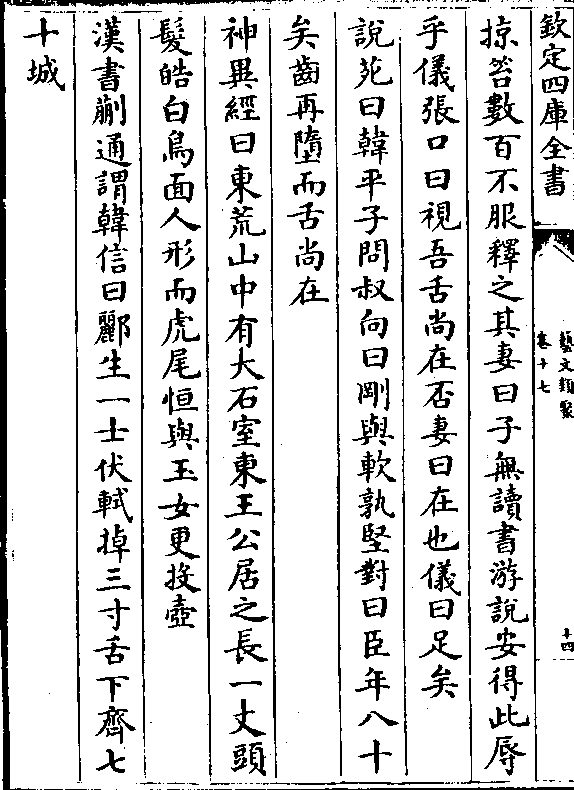 欽定四庫全書
藝文類聚
卷十七
十四
掠笞數百不服釋之其妻曰子無讀書游說安得此辱
乎儀張口曰視吾舌尚在否妻曰在也儀曰足矣
說苑曰韓平子問叔向曰剛與軟孰堅對曰臣年八十
矣齒再墮而舌尚在
神異經曰東荒山中有大石室東王公居之長一丈頭
髮皓白鳥面人形而虎尾恒與玉女更投壺
漢書蒯通謂韓信曰酈生一士伏軾掉三寸舌下齊七
十城